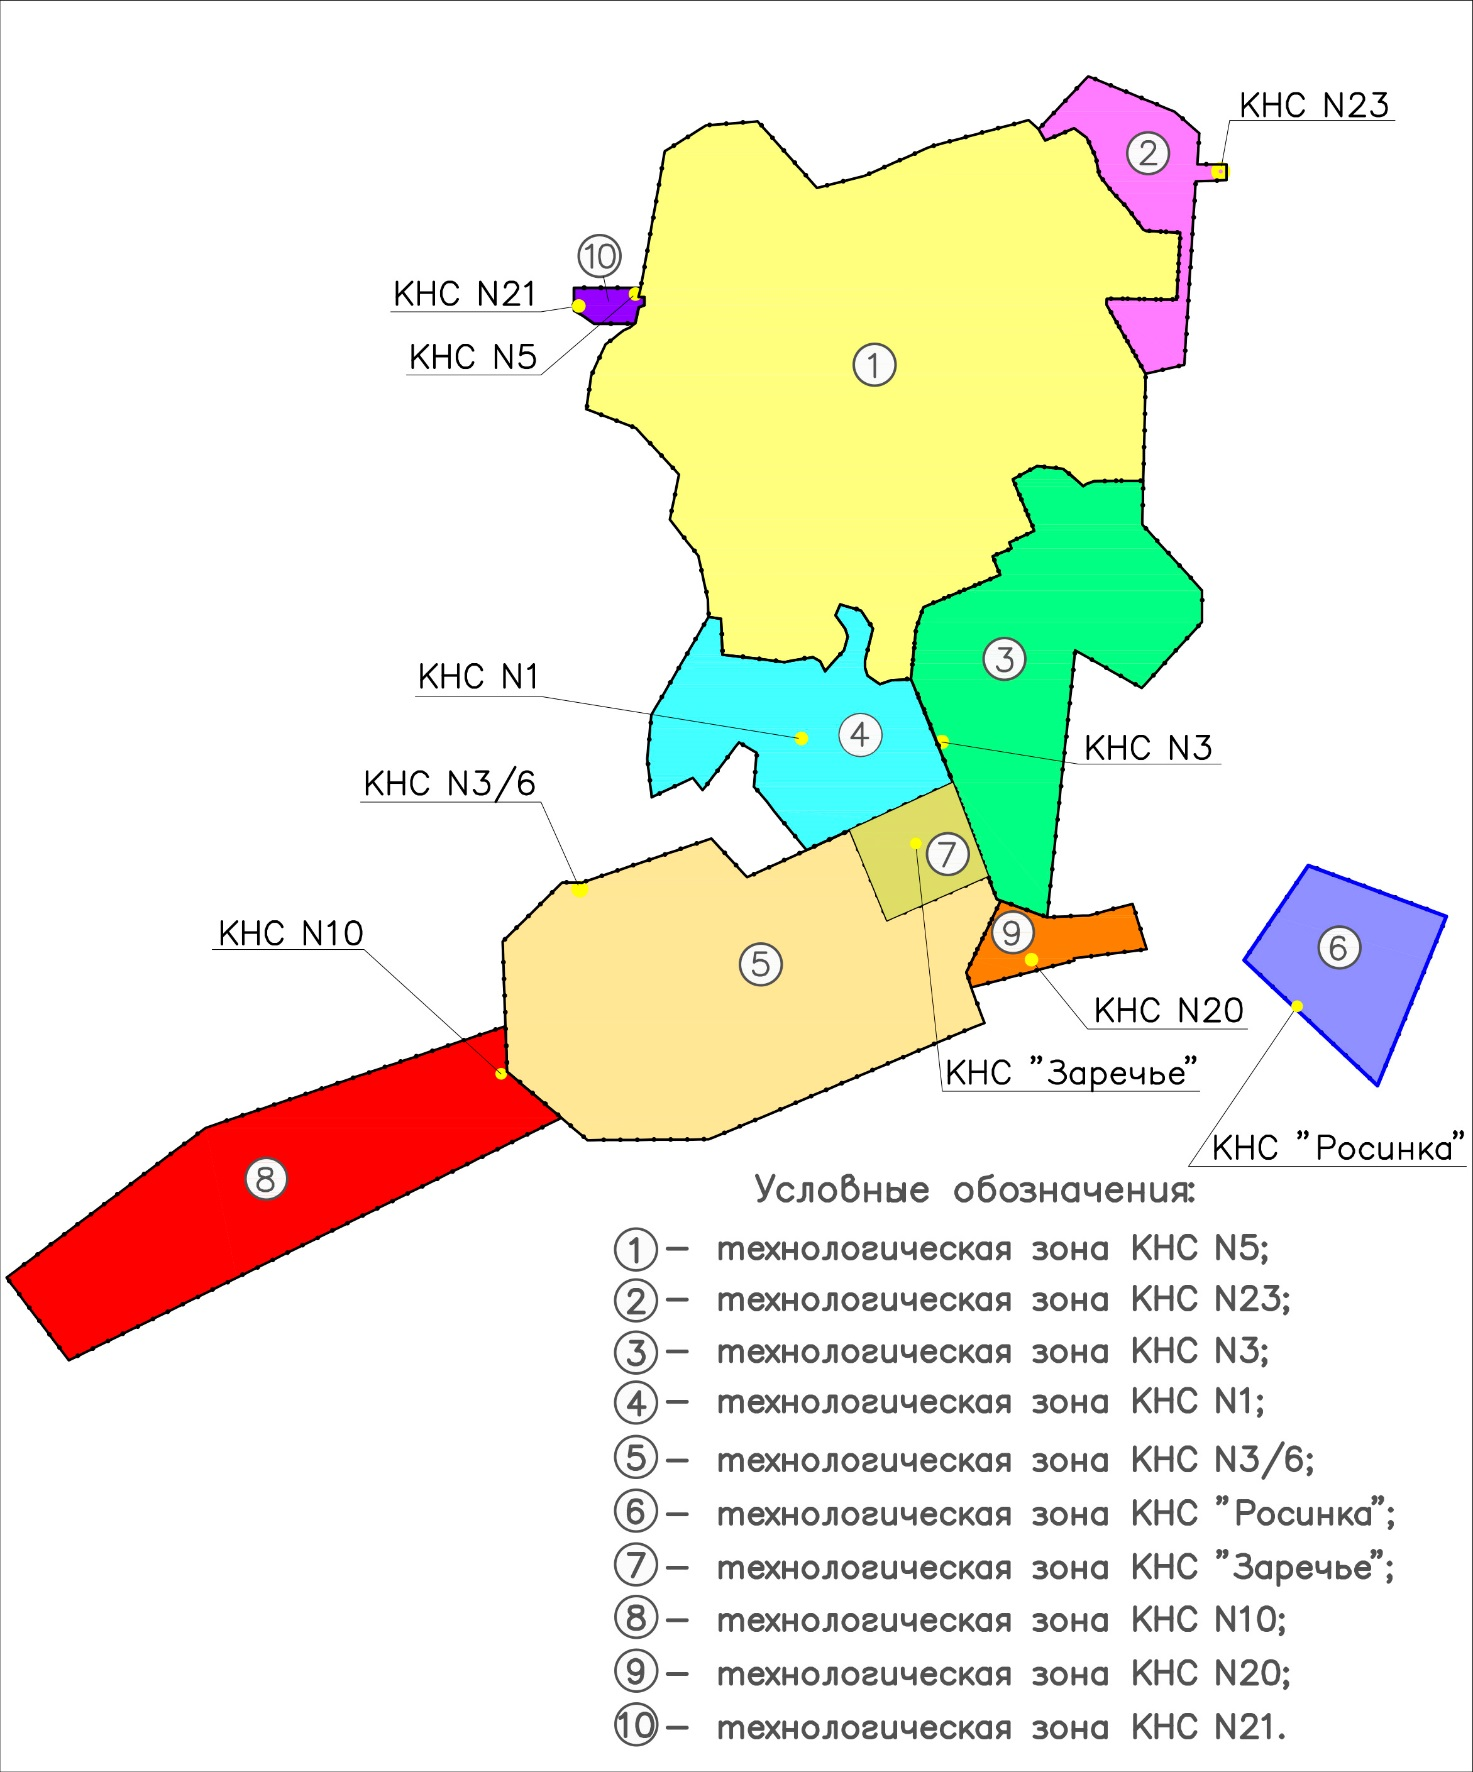 КНС N23
2
10
КНС N21
КНС N5
1
3
КНС N1
4
КНС N3
КНС N3/6
7
КНС N10
9
6
5
КНС N20
КНС "Заречье"
КНС "Росинка"
8
Условные обозначения:
1 – технологическая зона КНС N5;
2 – технологическая зона КНС N23;
3 – технологическая зона КНС N3;
4 – технологическая зона КНС N1;
5 – технологическая зона КНС N3/6;
6 – технологическая зона КНС "Росинка";
7 – технологическая зона КНС "Заречье";
8 – технологическая зона КНС N10;
9 – технологическая зона КНС N20;
10 – технологическая зона КНС N21.